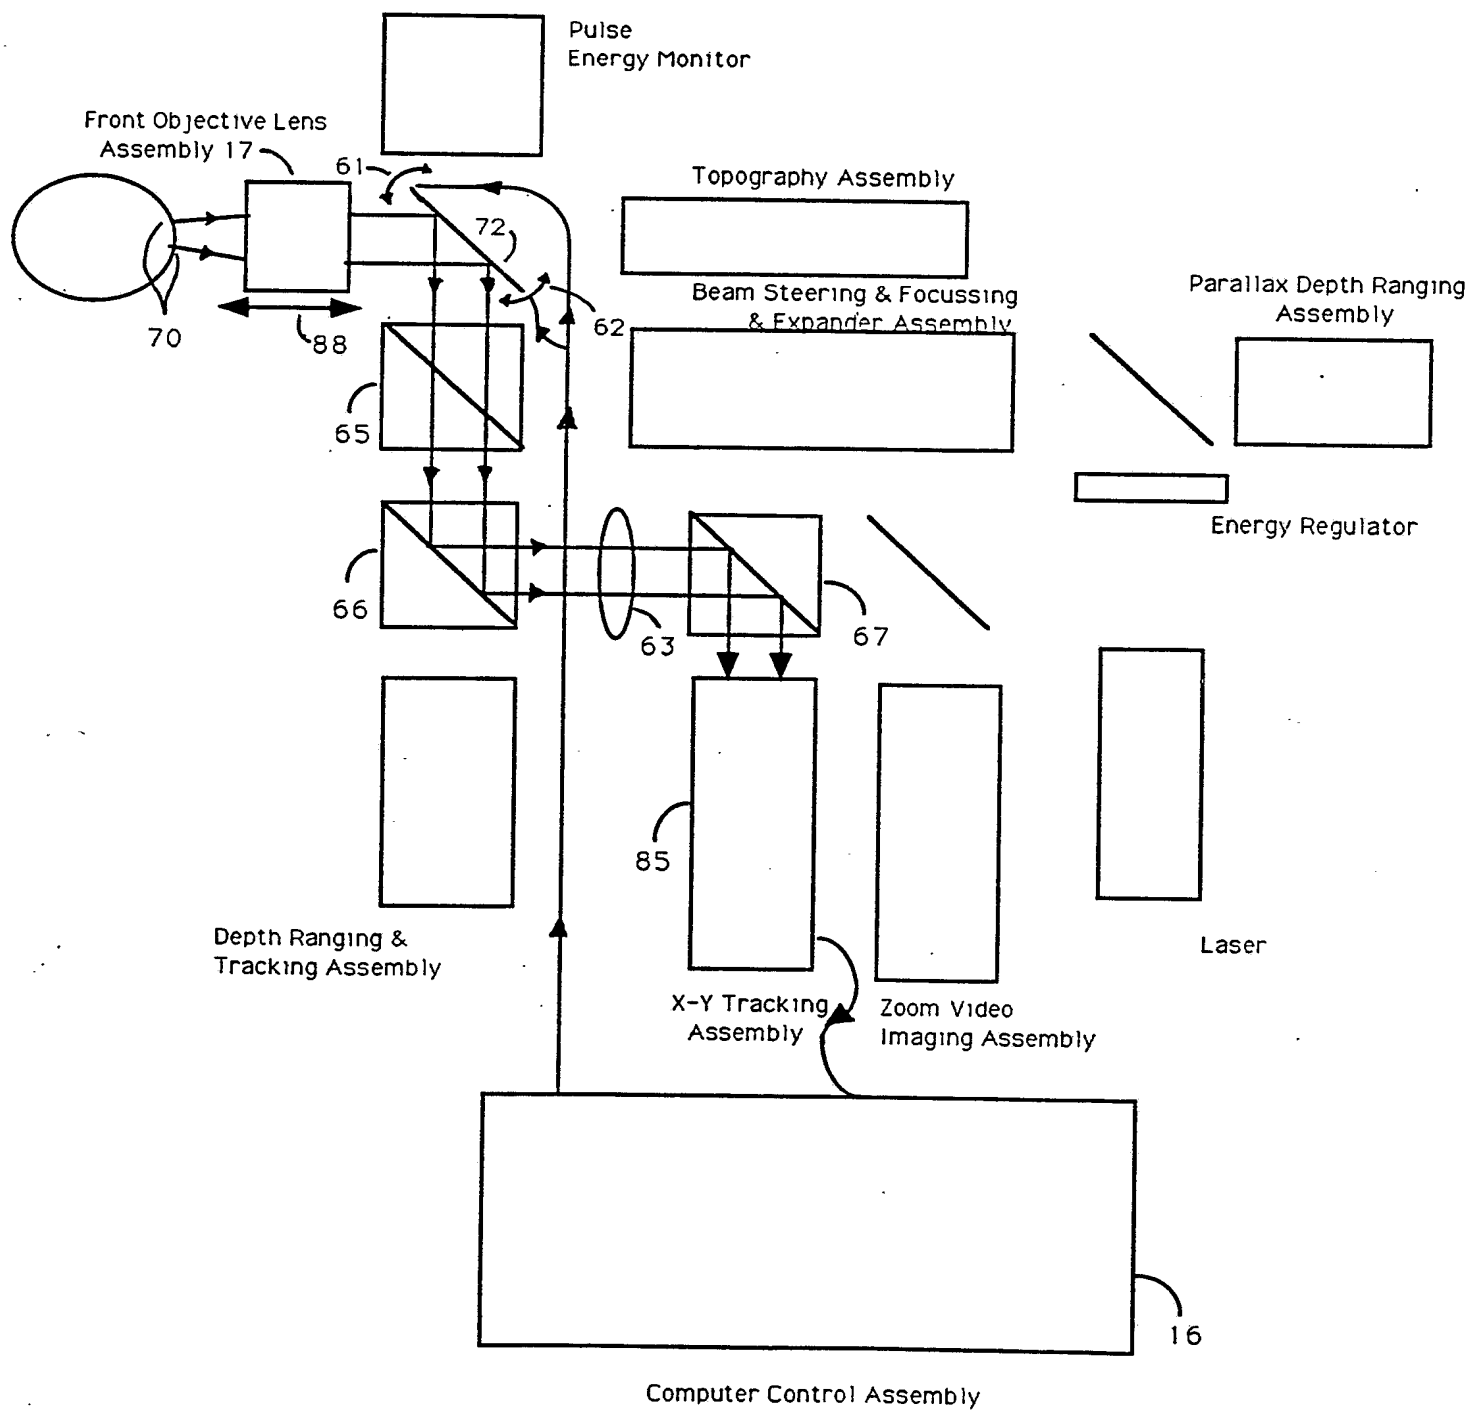 Pulse
Energy Monitor
Front Objective Lens
Assembly 17
61
Topography Assembly
72
Beam Steering & Focussing
& Expander Assembly
Parallax Depth Ranging
Assembly
70
88
62
65
Energy Regulator
66
63
67
85
Depth Ranging &
Tracking Assembly
Laser
X-Y Tracking
Assembly
Zoom Video
Imaging Assembly
16
Computer Control Assembly